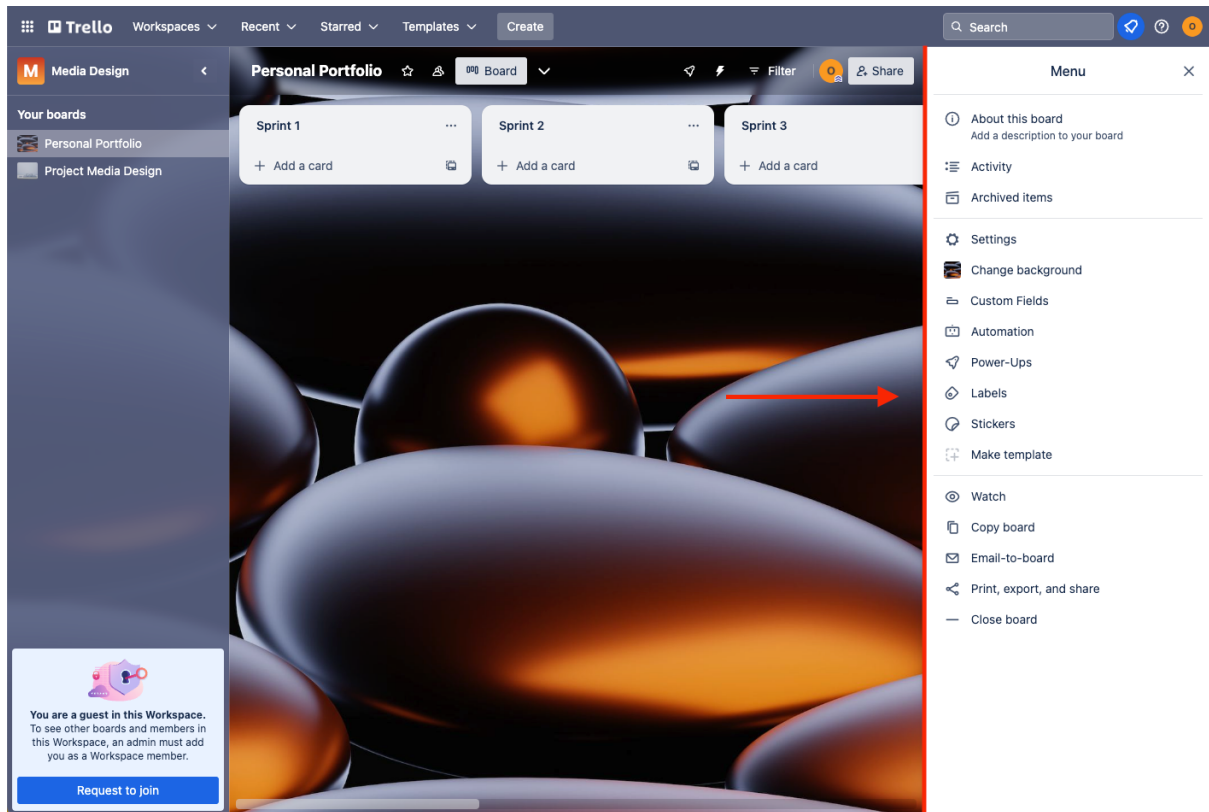 Trello Workspaces Recent Starred Templates Create Search O
M Media Design
Personal Portfolio Board Filter O Share
Menu
Your boards
Personal Portfolio
Project Media Design
Sprint 1
Add a card
Sprint 2
Add a card
Sprint 3
Add a card
About this board
Add a description to your board
Activity
Archived items
Settings
Change background
Custom Fields
Automation
Power-Ups
Labels
Stickers
Make template
Watch
Copy board
Email-to-board
Print, export, and share
Close board
You are a guest in this Workspace.
To see other boards and members in
this Workspace, an admin must add
you as a Workspace member.
Request to join